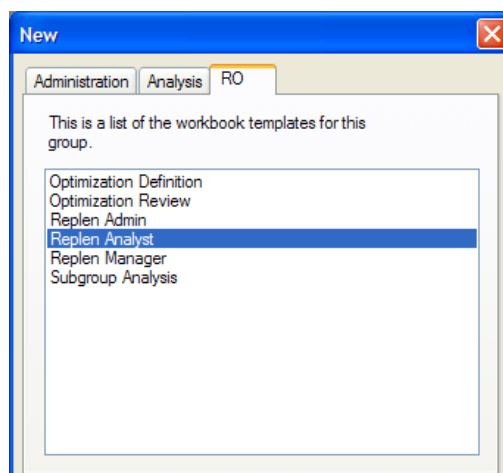 New
Administration Analysis RO
This is a list of the workbook templates for this
group.
Optimization Definition
Optimization Review
Replen Admin
Replen Analyst
Replen Manager
Subgroup Analysis